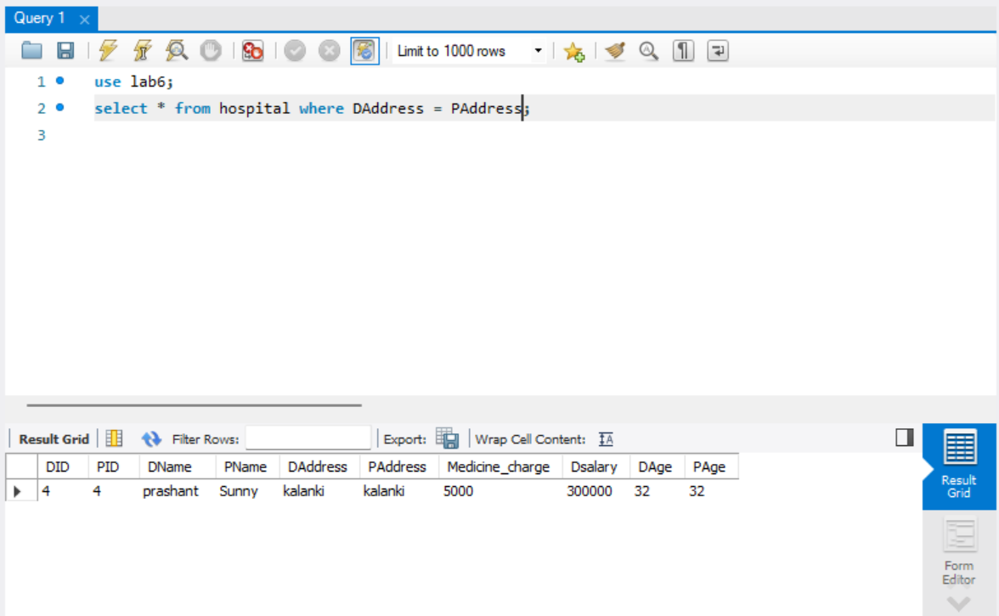 Query 1
Limit to 1000 rows
1 use lab6;
2 select * from hospital where DAddress = PAddress;
3
Result Grid Filter Rows: Export: Wrap Cell Content: IA
DID PID DName PName DAddress PAddress Medicine_charge Dsalary DAge PAge
4 4 prashant Sunny kalanki kalanki 5000 300000 32 32
Result
Grid
Form
Editor